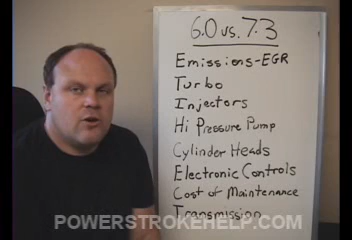 6.0 vs. 7.3
Emissions-EGR
Turbo
Injectors
Hi Pressure Pump
Cylinder Heads
Electronic Controls
Cost of Maintenance
Transmission
POWERSTROKEHELP.COM